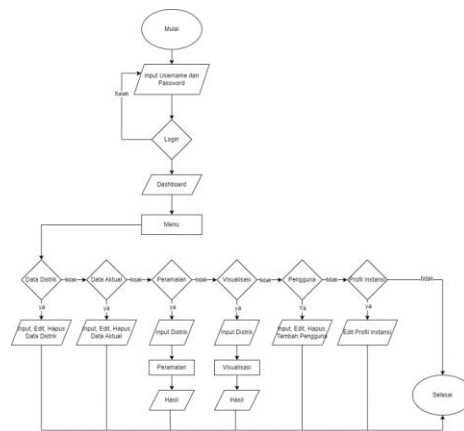 Mulai
Input Username dan
Password
Salah
Login
Dashboard
Menu
Data Distrik
tidak
Data Aktual
tidak
Peramalan
tidak
Visualisasi
tidak
Pengguna
tidak
Profil Instansi
tidak
ya
ya
ya
ya
Ya
ya
Input, Edit, Hapus
Data Distrik
Input, Edit, Hapus
Data Aktual
Input Distrik
Input Distrik
Input, Edit, Hapus,
Tambah Pengguna
Edit Profil Instansi
Peramalan
Visualisasi
Hasil
Hasil
Selesai